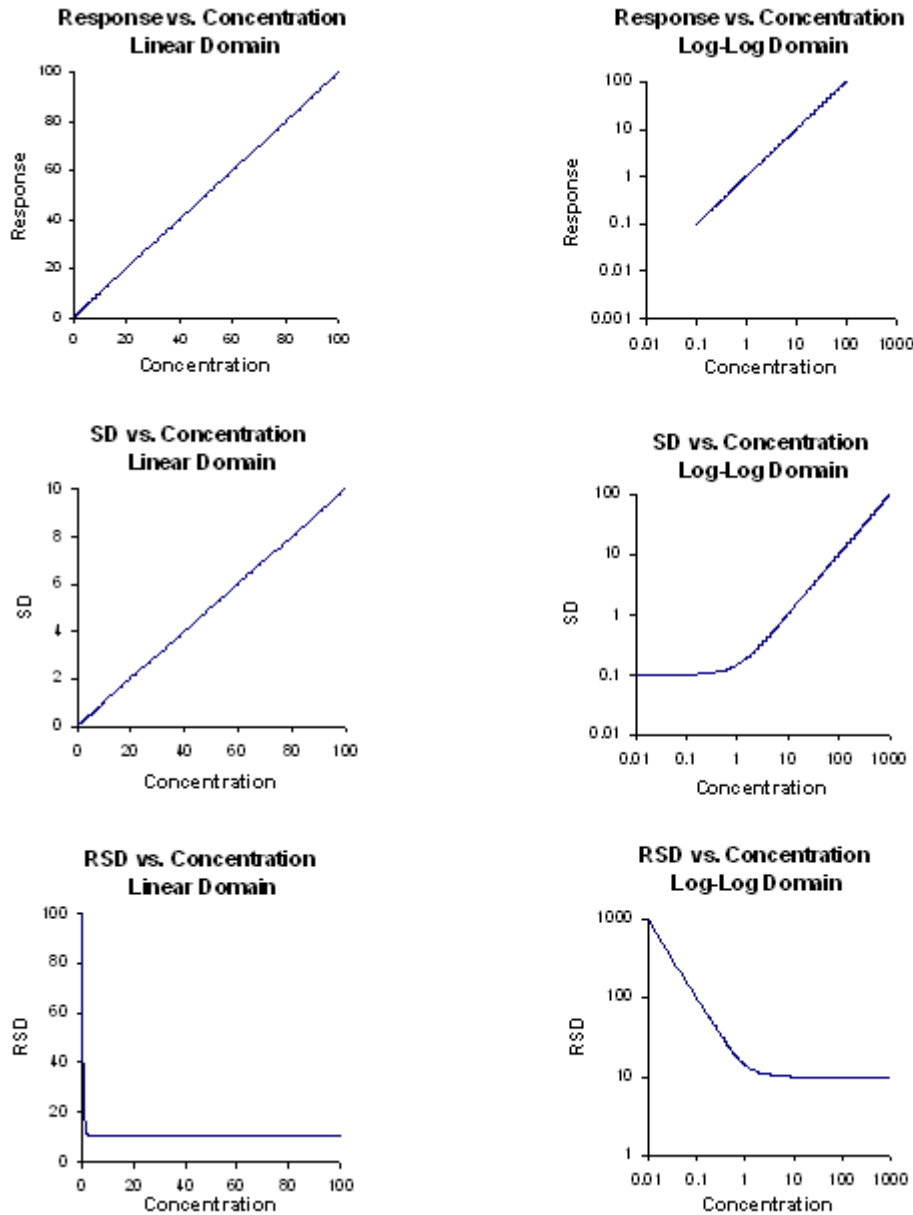 Response vs. Concentration
Linear Domain
100
80
60
40
20
0
Response
0 20 40 60 80 100
Concentration
Response vs. Concentration
Log-Log Domain
100
10
1
0.1
0.01
0.001
Response
0.01 0.1 1 10 100 1000
Concentration
SD vs. Concentration
Linear Domain
10
8
6
4
2
0
SD
0 20 40 60 80 100
Concentration
SD vs. Concentration
Log-Log Domain
100
10
1
0.1
0.01
SD
0.01 0.1 1 10 100 1000
Concentration
RSD vs. Concentration
Linear Domain
100
80
60
40
20
0
RSD
0 20 40 60 80 100
Concentration
RSD vs. Concentration
Log-Log Domain
1000
100
10
1
RSD
0.01 0.1 1 10 100 1000
Concentration